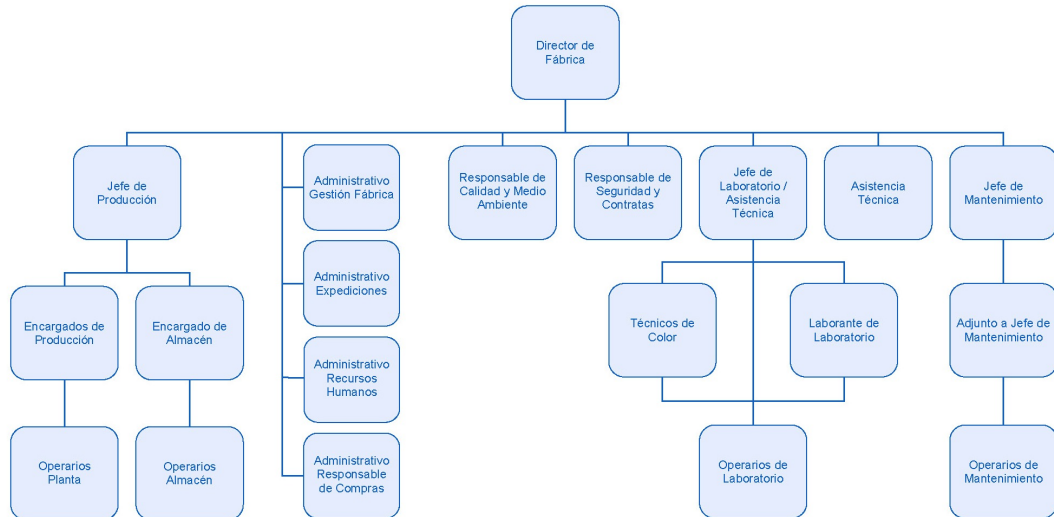 Director de
Fábrica
Jefe de
Producción
Administrativo
Gestión Fábrica
Responsable de
Calidad y Medio
Ambiente
Responsable de
Seguridad y
Contratas
Jefe de
Laboratorio /
Asistencia
Técnica
Asistencia
Técnica
Jefe de
Mantenimiento
Administrativo
Expediciones
Encargados de
Producción
Encargado de
Almacén
Técnicos de
Color
Laborante de
Laboratorio
Adjunto a Jefe de
Mantenimiento
Administrativo
Recursos
Humanos
Operarios
Planta
Operarios
Almacén
Administrativo
Responsable
de Compras
Operarios de
Laboratorio
Operarios de
Mantenimiento